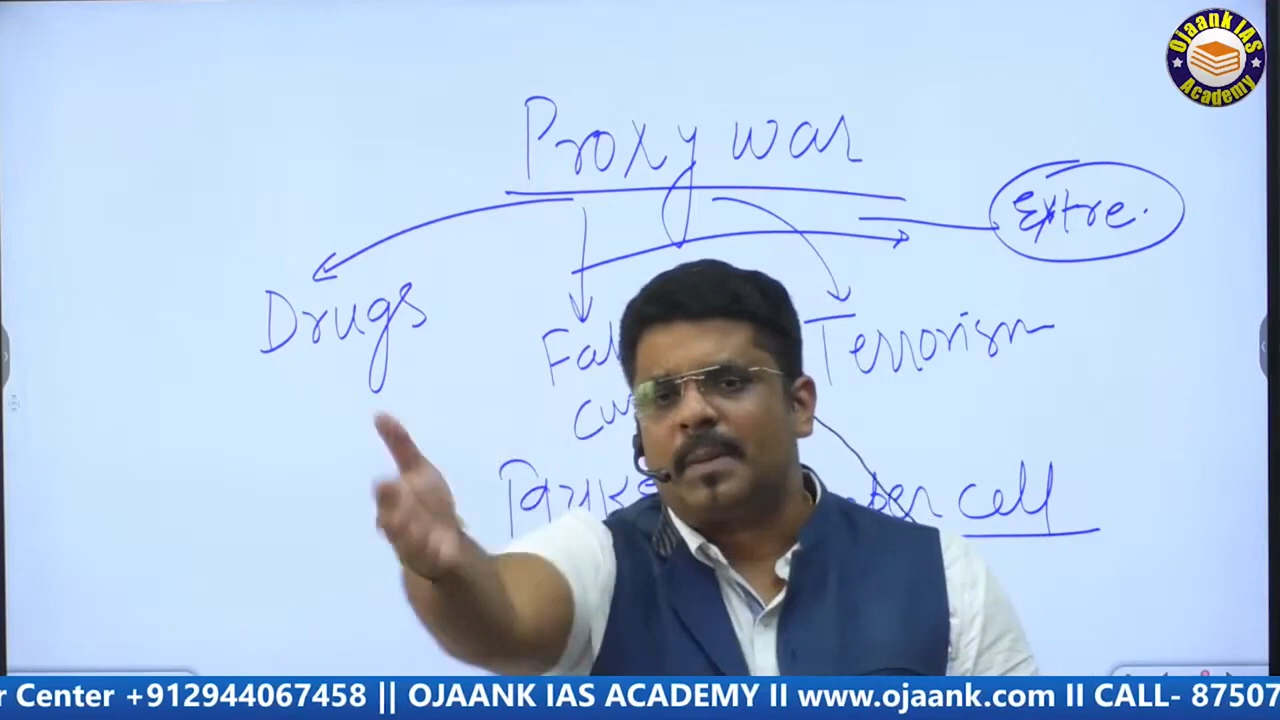 Ojaank IAS
Academy
Proxy war
Extre.
Drugs
Terrorism
cell
r Center +912944067458 || OJAANK IAS ACADEMY II www.ojaank.com II CALL- 87507